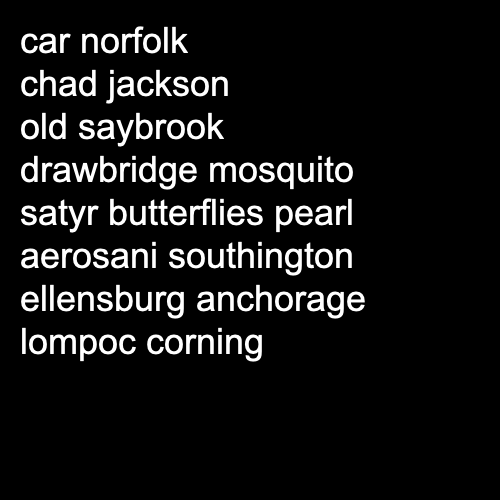 car norfolk
chad jackson
old saybrook
drawbridge mosquito
satyr butterflies pearl
aerosani southington
ellensburg anchorage
lompoc corning